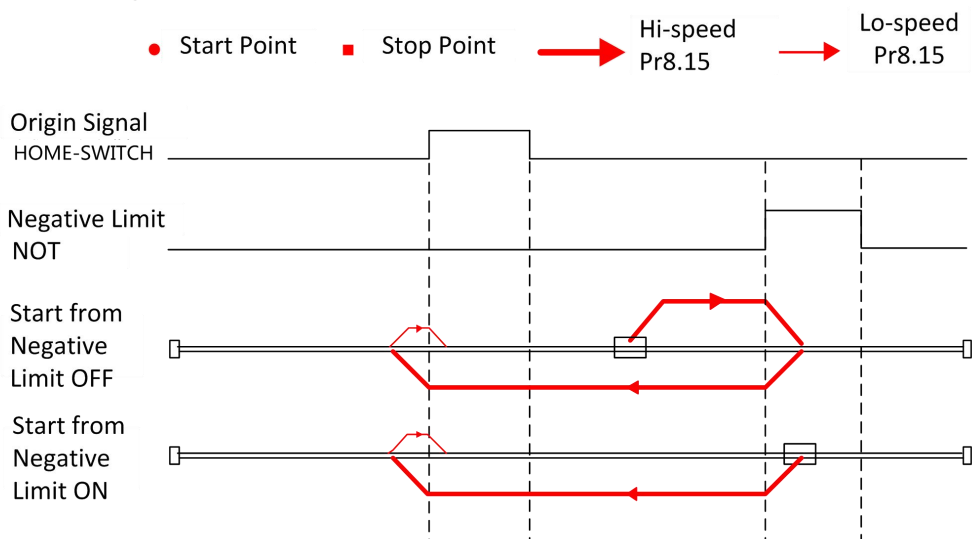 Start Point
Stop Point
Hi-speed
Pr8.15
Lo-speed
Pr8.15
Origin Signal
HOME-SWITCH
Negative Limit
NOT
Start from
Negative
Limit OFF
Start from
Negative
Limit ON